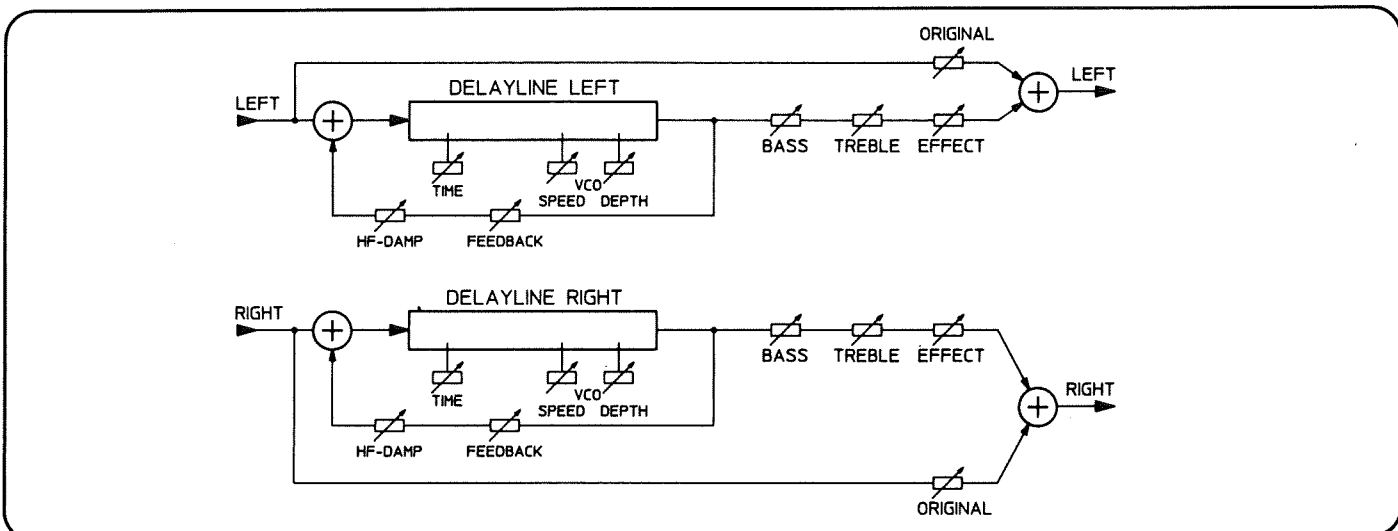 ORIGINAL
LEFT
DELAYLINE LEFT
LEFT
BASS TREBLE EFFECT
TIME
VCO
SPEED DEPTH
HF-DAMP FEEDBACK
DELAYLINE RIGHT
RIGHT
BASS TREBLE EFFECT
TIME
VCO
SPEED DEPTH
RIGHT
HF-DAMP FEEDBACK
ORIGINAL